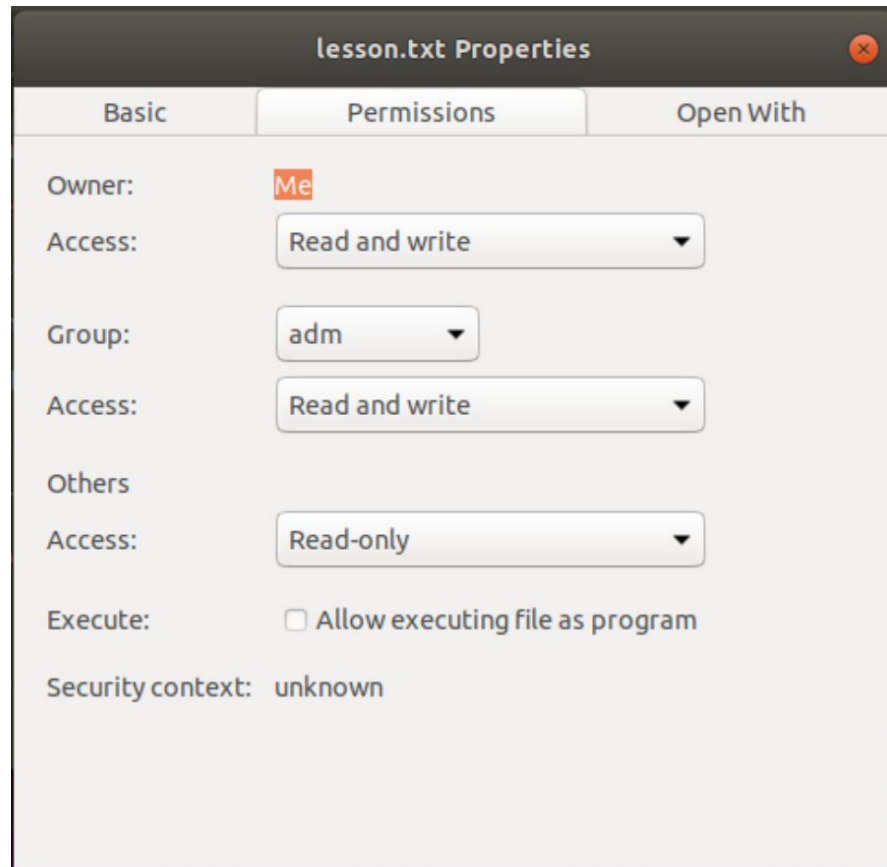 lesson.txt Properties
Basic Permissions Open With
Owner: Me
Access: Read and write
Group: adm
Access: Read and write
Others
Access: Read-only
Execute: Allow executing file as program
Security context: unknown